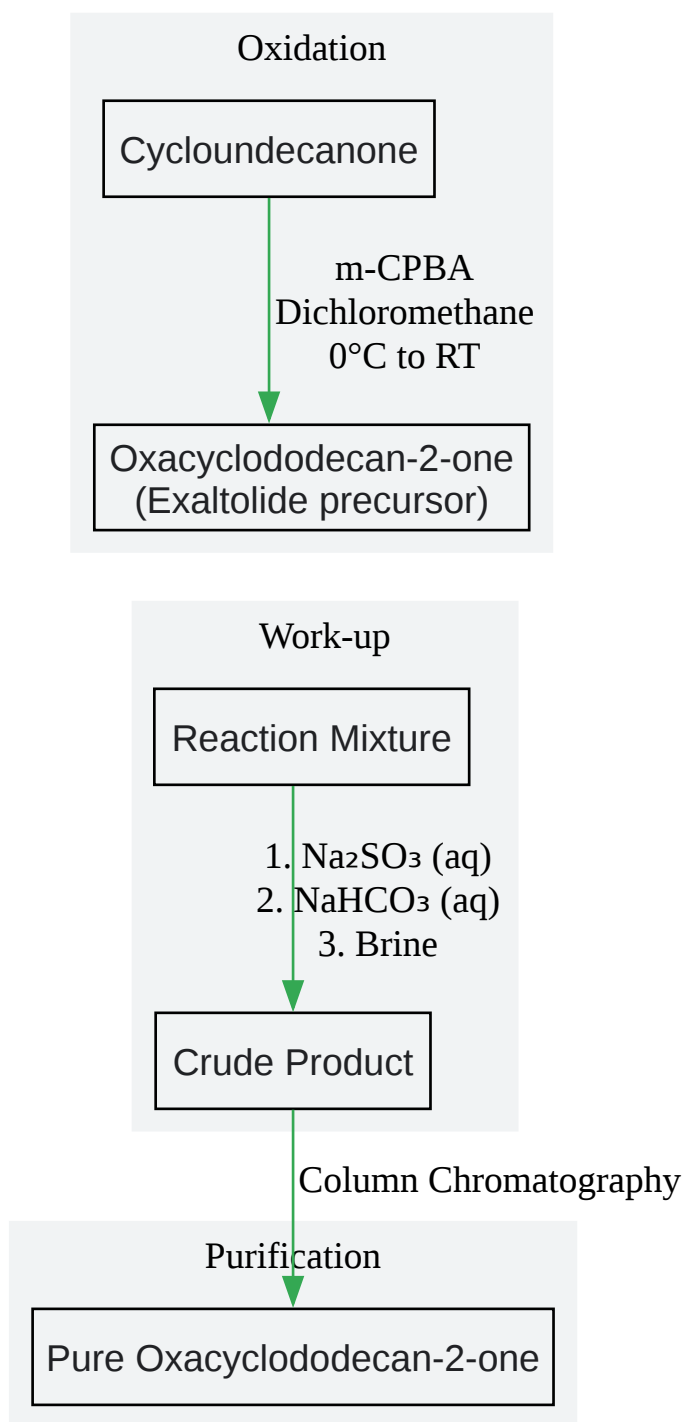 Oxidation
Cycloundecanone
m-CPBA
Dichloromethane
0°C to RT
Oxacyclododecan-2-one
(Exaltolide precursor)
Work-up
Reaction Mixture
1. Na₂SO₃ (aq)
2. NaHCO₃ (aq)
3. Brine
Crude Product
Column Chromatography
Purification
Pure Oxacyclododecan-2-one